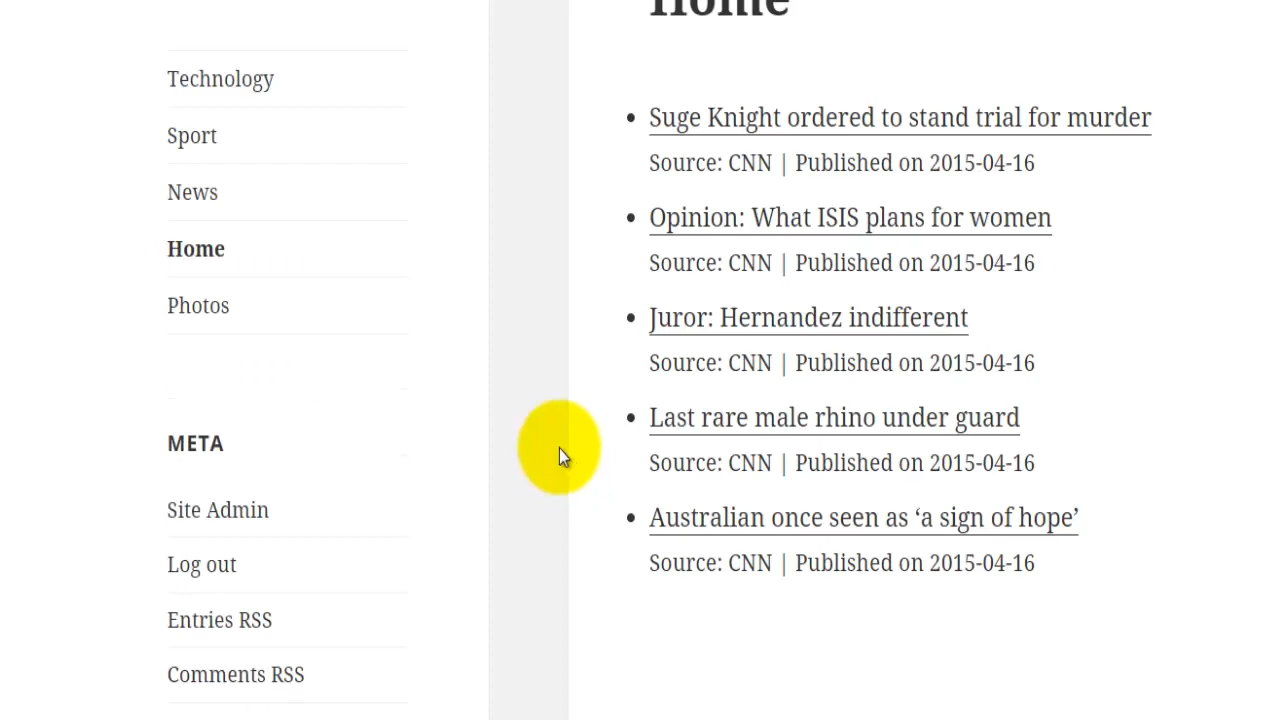 Home
Technology
Sport
News
Home
Photos
META
Site Admin
Log out
Entries RSS
Comments RSS
Suge Knight ordered to stand trial for murder
Source: CNN | Published on 2015-04-16
Opinion: What ISIS plans for women
Source: CNN | Published on 2015-04-16
Juror: Hernandez indifferent
Source: CNN | Published on 2015-04-16
Last rare male rhino under guard
Source: CNN | Published on 2015-04-16
Australian once seen as ‘a sign of hope’
Source: CNN | Published on 2015-04-16